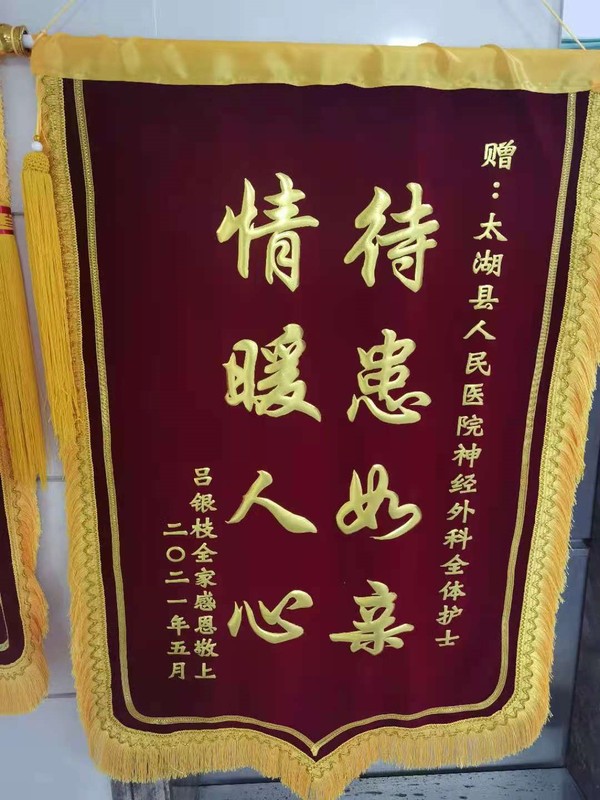 赠：太湖县人民医院神经外科全体护士
待患如亲
情暖人心
吕银枝全家感恩敬上
二〇二一年五月